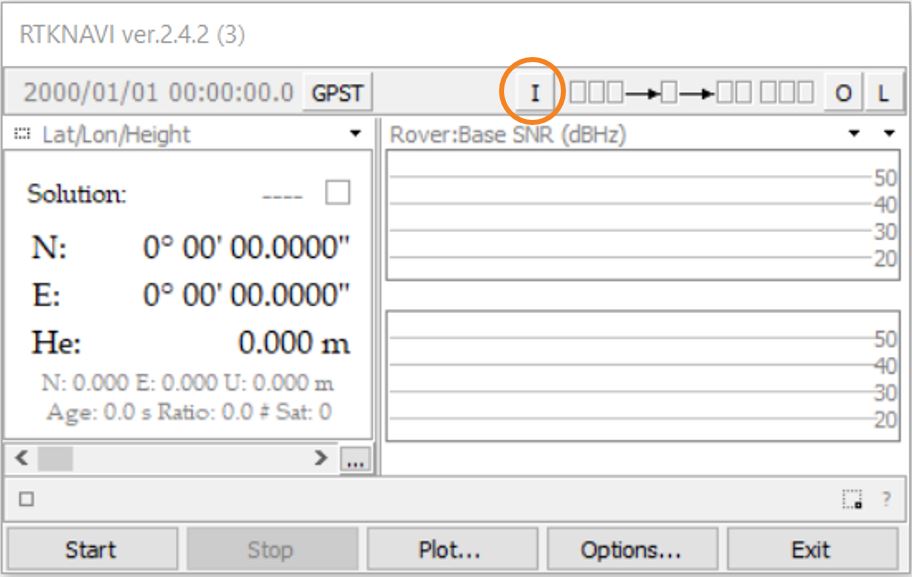 RTKNAVI ver.2.4.2 (3)
2000/01/01 00:00:00.0 GPST I O L
Lat/Lon/Height
Rover:Base SNR (dBHz)
Solution: ----
N: 0° 00' 00.0000"
E: 0° 00' 00.0000"
He: 0.000 m
N: 0.000 E: 0.000 U: 0.000 m
Age: 0.0 s Ratio: 0.0 # Sat: 0
50
40
30
20
50
40
30
20
...
?
Start Stop Plot... Options... Exit